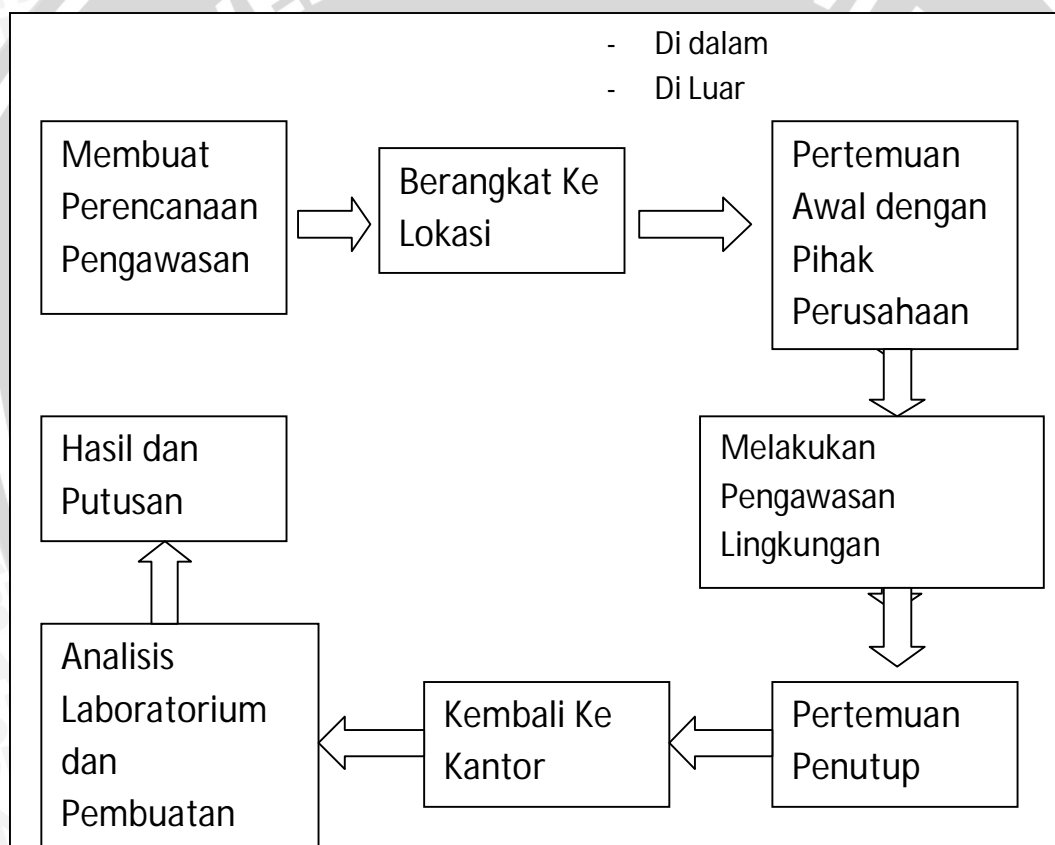 - Di dalam
- Di Luar
Membuat
Perencanaan
Pengawasan
Berangkat Ke
Lokasi
Pertemuan
Awal dengan
Pihak
Perusahaan
Melakukan
Pengawasan
Lingkungan
Pertemuan
Penutup
Kembali Ke
Kantor
Analisis
Laboratorium
dan
Pembuatan
Hasil dan
Putusan